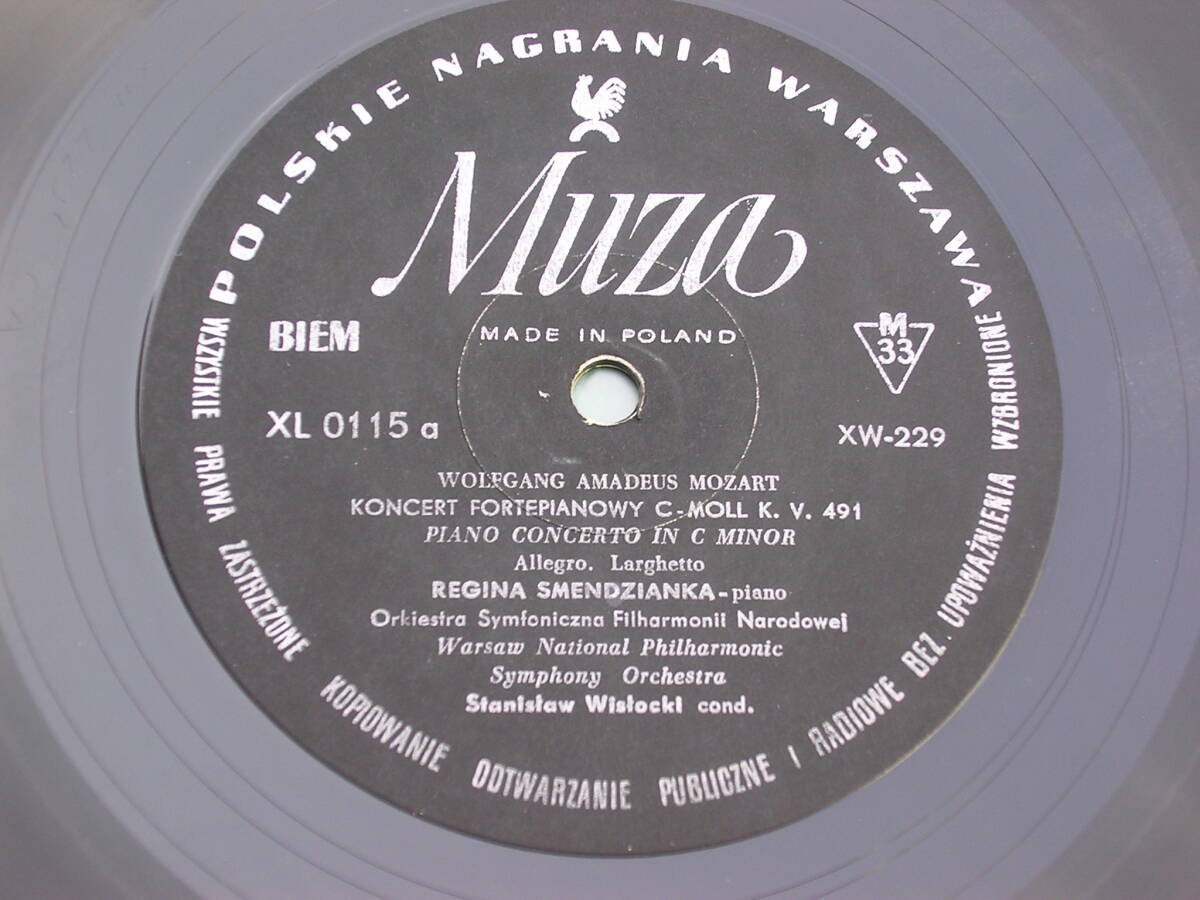 POLSKIE NAGRANIA WARSZAWA
Muza
MADE IN POLAND
BIEM
M
33
XL 0115 a
XW-229
WOLFGANG AMADEUS MOZART
KONCERT FORTEPIANOWY C-MOLL K. V. 491
PIANO CONCERTO IN C MINOR
Allegro. Larghetto
REGINA SMENDZIANKA - piano
Orkiestra Symfoniczna Filharmonii Narodowej
Warsaw National Philharmonic
Symphony Orchestra
Stanisław Wisłocki cond.
WSZYSTKIE PRAWA ZASTRZEŻONE KOPIOWANIE ODTWARZANIE PUBLICZNE I RADIOWE BEZ UPOWAŻNIENIA WZBRONIONE